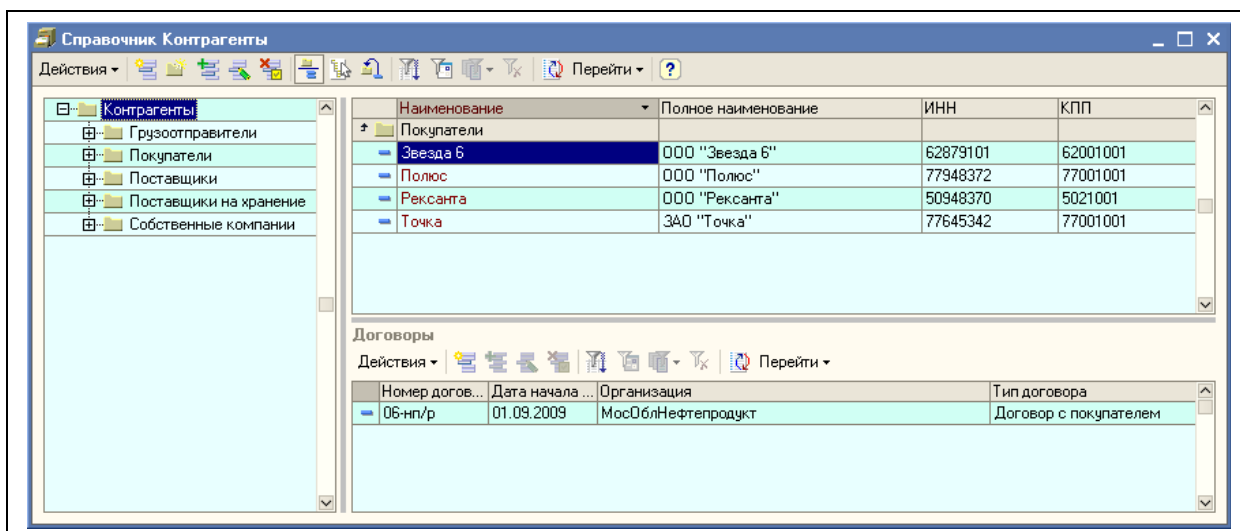 Справочник Контрагенты
Действия Перейти ?
Контрагенты
Грузоотправители
Покупатели
Поставщики
Поставщики на хранение
Собственные компании
Наименование Полное наименование ИНН КПП
Покупатели
Звезда 6 ООО "Звезда 6" 62879101 62001001
Полюс ООО "Полюс" 77948372 77001001
Рексанта ООО "Рексанта" 50948370 5021001
Точка ЗАО "Точка" 77645342 77001001
Договоры
Действия Перейти
Номер догов... Дата начала ... Организация Тип договора
06-нп/р 01.09.2009 МосОблНефтепродукт Договор с покупателем